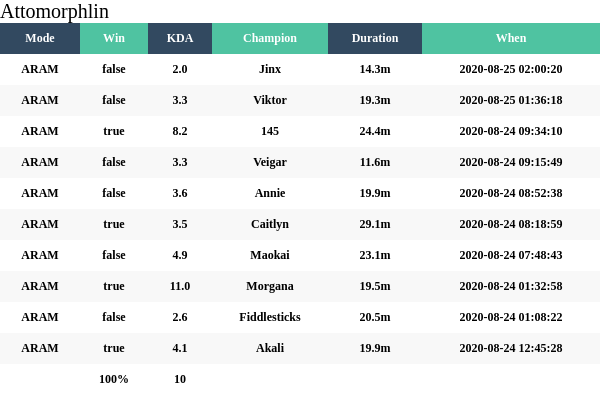 Attomorphlin
Mode Win KDA Champion Duration When
ARAM false 2.0 Jinx 14.3m 2020-08-25 02:00:20
ARAM false 3.3 Viktor 19.3m 2020-08-25 01:36:18
ARAM true 8.2 145 24.4m 2020-08-24 09:34:10
ARAM false 3.3 Veigar 11.6m 2020-08-24 09:15:49
ARAM false 3.6 Annie 19.9m 2020-08-24 08:52:38
ARAM true 3.5 Caitlyn 29.1m 2020-08-24 08:18:59
ARAM false 4.9 Maokai 23.1m 2020-08-24 07:48:43
ARAM true 11.0 Morgana 19.5m 2020-08-24 01:32:58
ARAM false 2.6 Fiddlesticks 20.5m 2020-08-24 01:08:22
ARAM true 4.1 Akali 19.9m 2020-08-24 12:45:28
100% 10